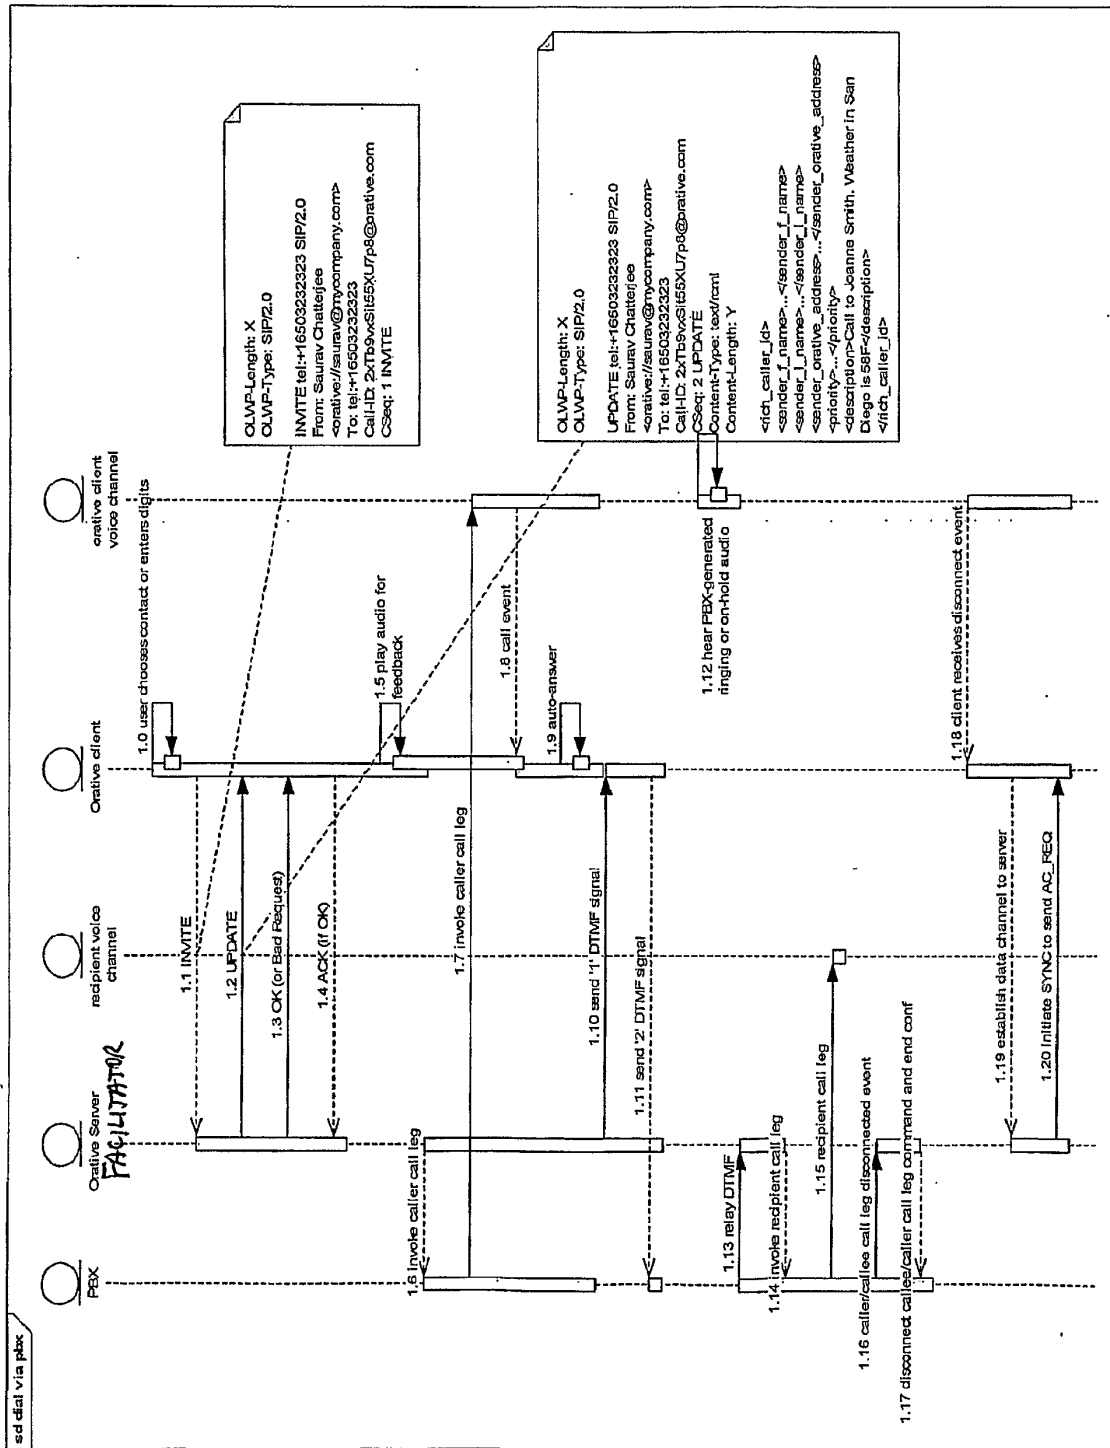 sd dial via pbx
PBX
Orative Server
FACILITATOR
recipient voice
channel
Orative client
orative client
voice channel
1.0 user chooses contact or enters digits
1.1 INVITE
1.2 UPDATE
1.3 OK (or Bad Request)
1.4 ACK (if OK)
1.5 play audio for
feedback
1.6 invoke caller call leg
1.7 invoke caller call leg
1.8 call event
1.9 auto-answer
1.10 send '1' DTMF signal
1.11 send '2' DTMF signal
1.12 hear PBX-generated
ringing or on-hold audio
1.13 relay DTMF
1.14 invoke recipient call leg
1.15 recipient call leg
1.16 caller/callee call leg disconnected event
1.17 disconnect callee/caller call leg command and end conf
1.18 client receives disconnect event
1.19 establish data channel to server
1.20 Initiate SYNC to send AC_REQ
OLWP-Length: X
OLWP-Type: SIP/2.0
INVITE tel:+16503232323 SIP/2.0
From: Saurav Chatterjee
<orative://saurav@mycompany.com>
To: tel:+16503232323
Call-ID: 2xTb9vxSit55XU7p8@orative.com
CSeq: 1 INVITE
OLWP-Length: X
OLWP-Type: SIP/2.0
UPDATE tel:+16503232323 SIP/2.0
From: Saurav Chatterjee
<orative://saurav@mycompany.com>
To: tel:+16503232323
Call-ID: 2xTb9vxSit55XU7p8@orative.com
CSeq: 2 UPDATE
Content-Type: text/rcml
Content-Length: Y
<rich_caller_id>
<sender_f_name>...</sender_f_name>
<sender_l_name>...</sender_l_name>
<sender_orative_address>...</sender_orative_address>
<priority>...</priority>
<description>Call to Joanne Smith. Weather in San
Diego is 58F</description>
</rich_caller_id>